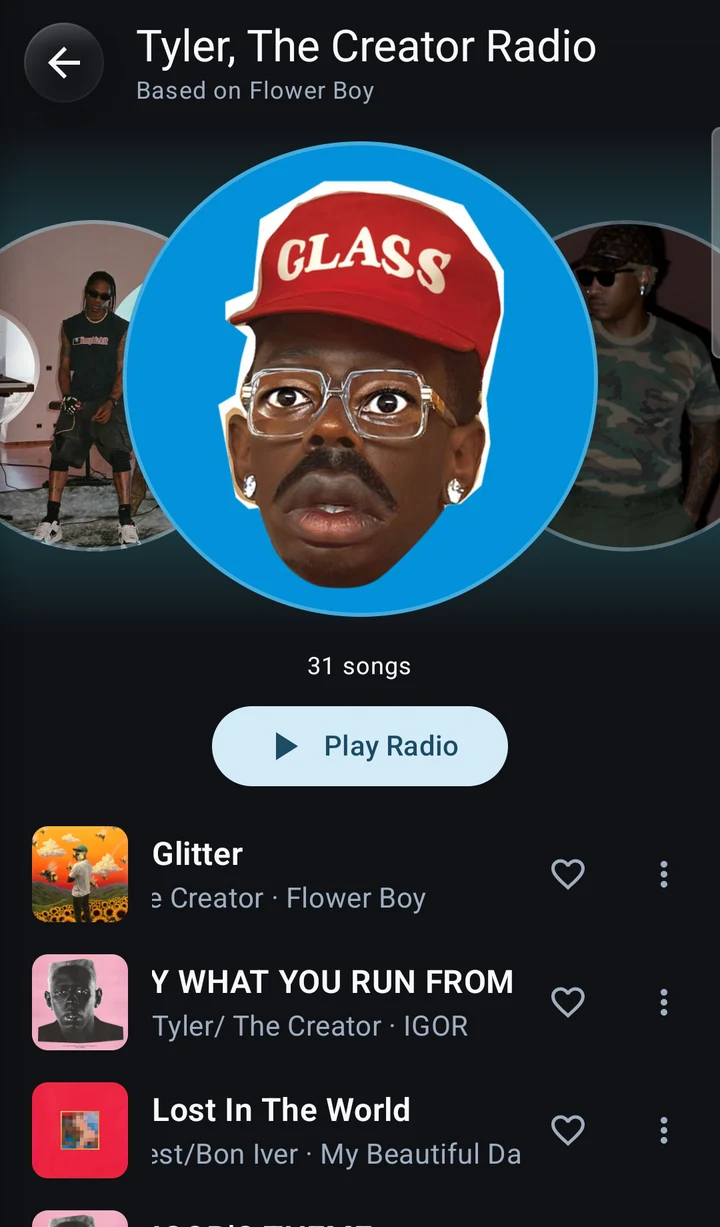 Tyler, The Creator Radio
Based on Flower Boy
GLASS
31 songs
Play Radio
Glitter
e Creator · Flower Boy
Y WHAT YOU RUN FROM
Tyler/ The Creator · IGOR
Lost In The World
est/Bon Iver · My Beautiful Da